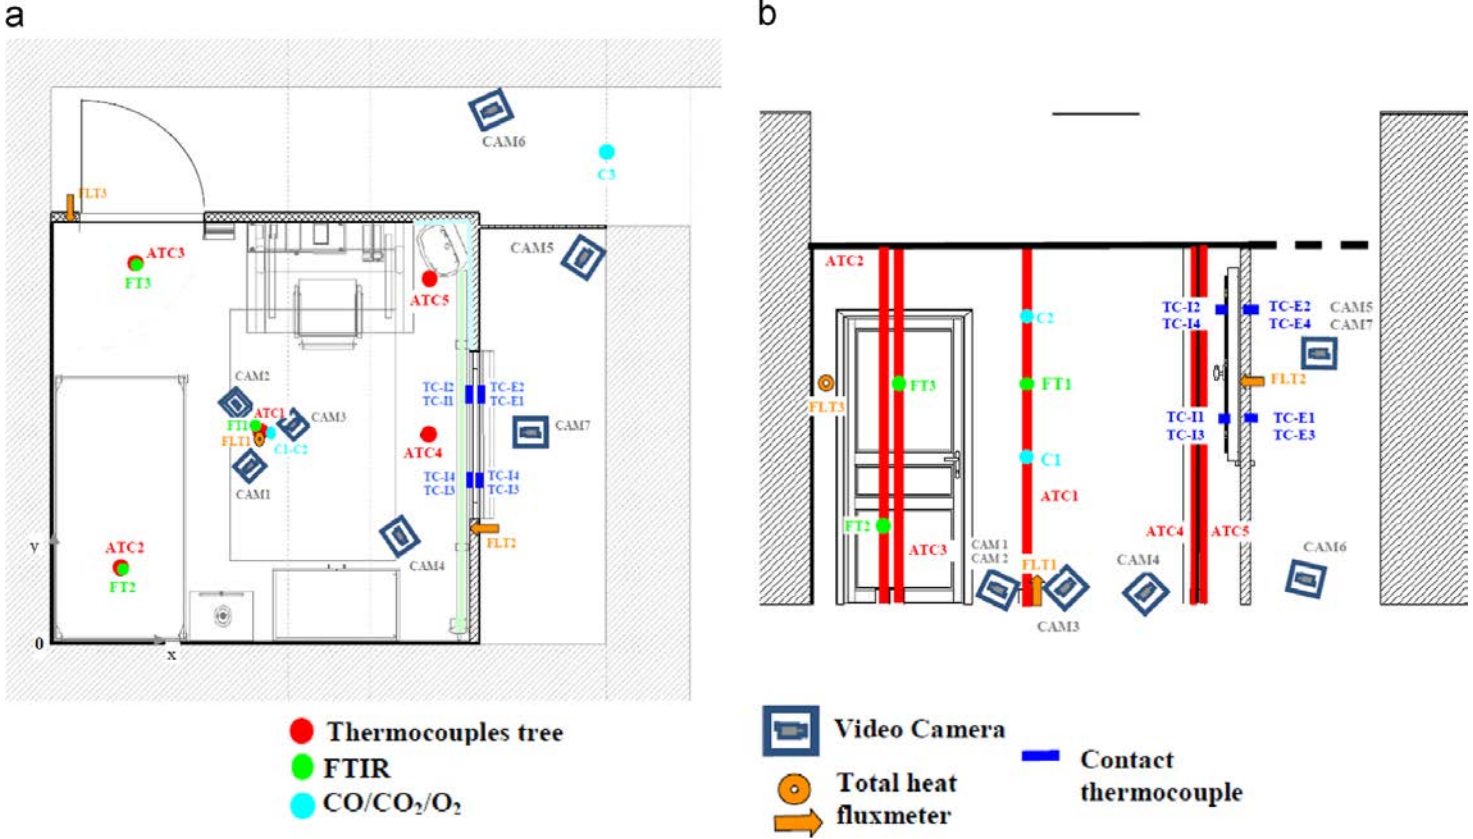 a
CAM6
C3
FLT3
ATC3
FT3
CAM5
ATC5
CAM2
TC-I2 TC-E2
TC-I1 TC-E1
ATC1
CAM3
FT1
CAM7
FLT1
C1-C2
ATC4
CAM1
TC-I4 TC-I4
TC-I3 TC-I3
FLT2
y
ATC2
CAM4
FT2
0
x
Thermocouples tree
FTIR
CO/CO₂/O₂
b
ATC2
TC-I2 TC-E2 CAM5
TC-I4 TC-E4 CAM7
C2
FT3
FT1
FLT2
FLT3
TC-I1 TC-E1
TC-I3 TC-E3
C1
ATC1
FT2
ATC4
ATC5
CAM 1
CAM 2
ATC3
FLT1
CAM4
CAM6
CAM3
Video Camera
Total heat
fluxmeter
Contact
thermocouple